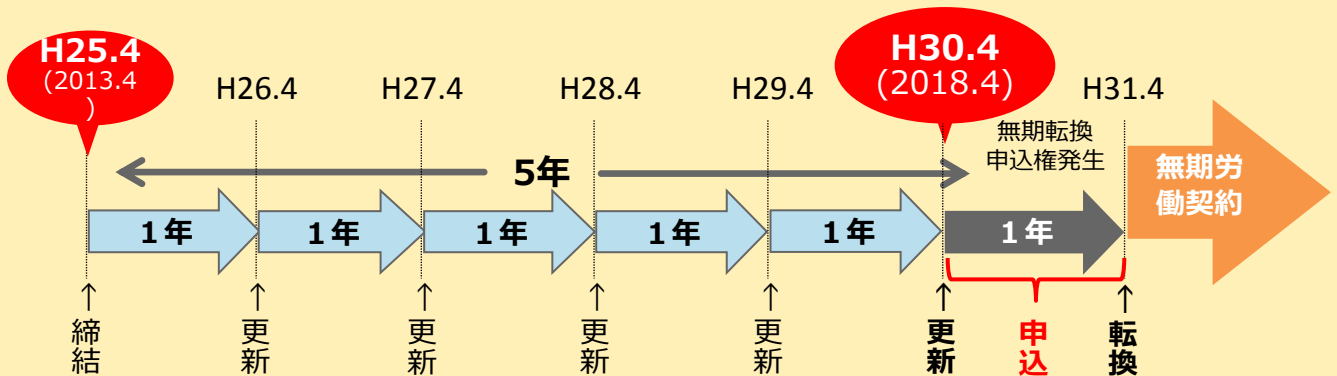 H25.4
(2013.4
)
H26.4
H27.4
H28.4
H29.4
H30.4
(2018.4)
H31.4
無期転換
申込権発生
5年
1年
1年
1年
1年
1年
1年
無期労
働契約
↑
締結
↑
更新
↑
更新
↑
更新
↑
更新
↑
更新
申込
↑
転換